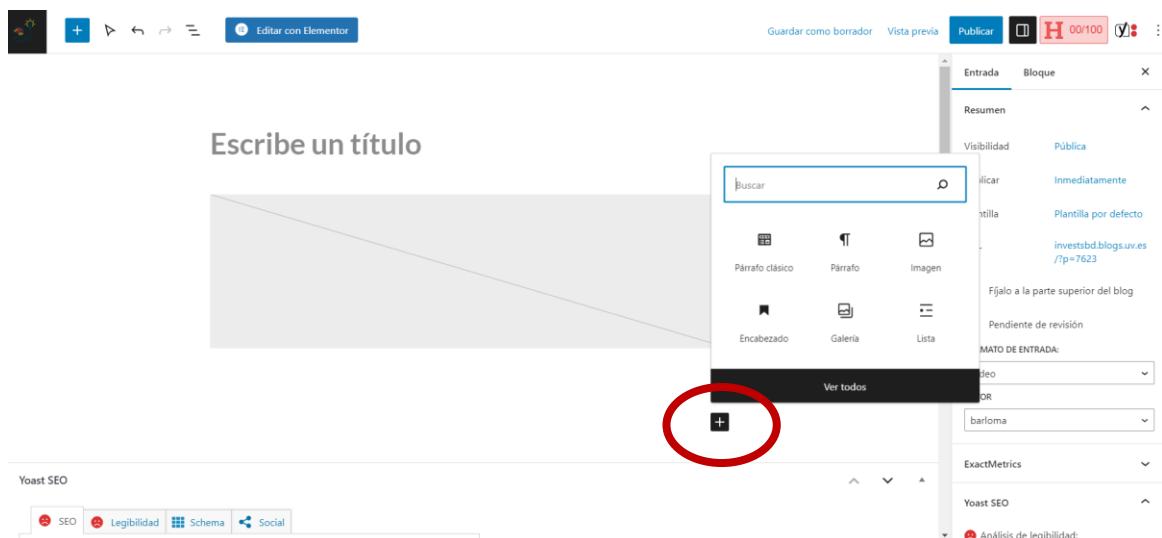 Editar con Elementor
Guardar como borrador Vista previa Publicar H 00/100
Entrada Bloque
Resumen
Escribe un título
Visibilidad Pública
Buscar
Inmediatamente
Plantilla por defecto
Párrafo clásico Párrafo Imagen
investsbd.blogs.uv.es
/?p=7623
Fíjalo a la parte superior del blog
Encabezado Galería Lista
Pendiente de revisión
DE ENTRADA:
Ver todos
barloma
ExactMetrics
Yoast SEO
Yoast SEO
SEO Legibilidad Schema Social
Análisis de legibilidad: